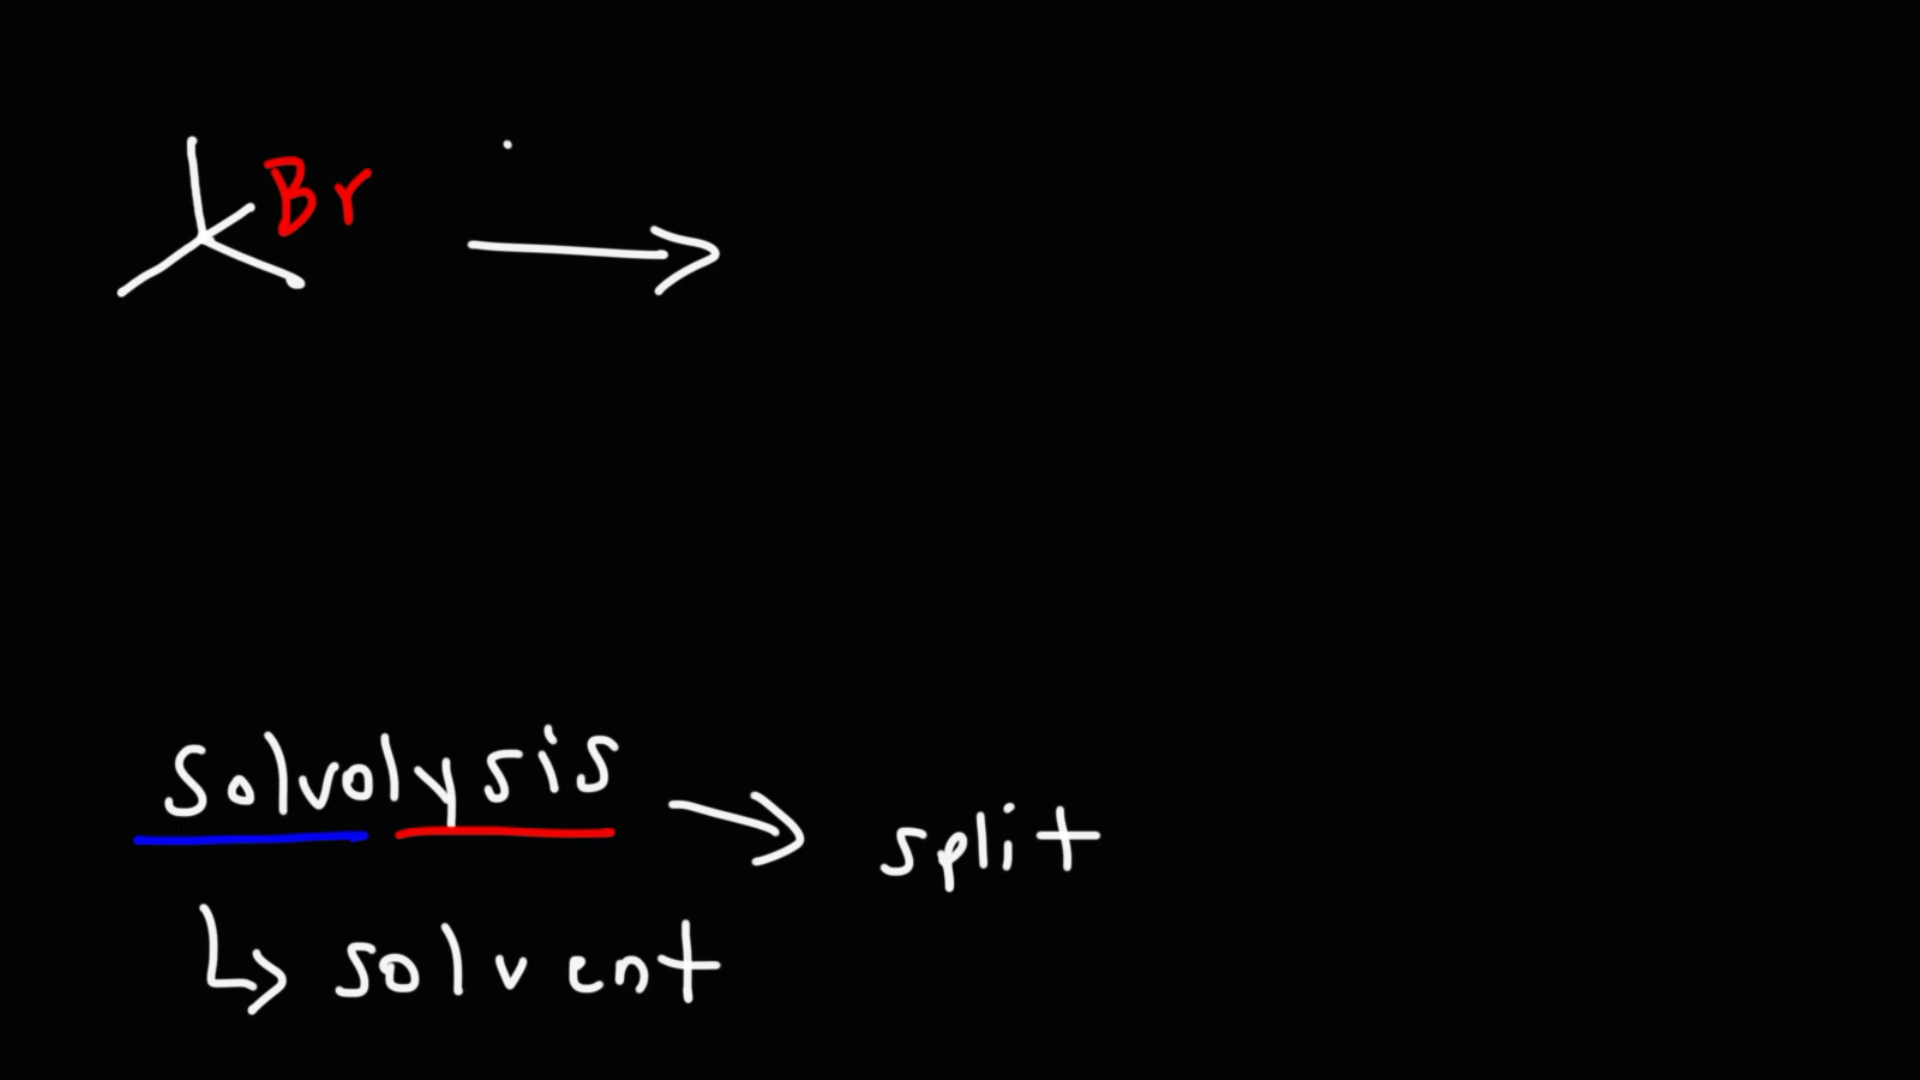 Br
Solvolysis → split
↳ solvent